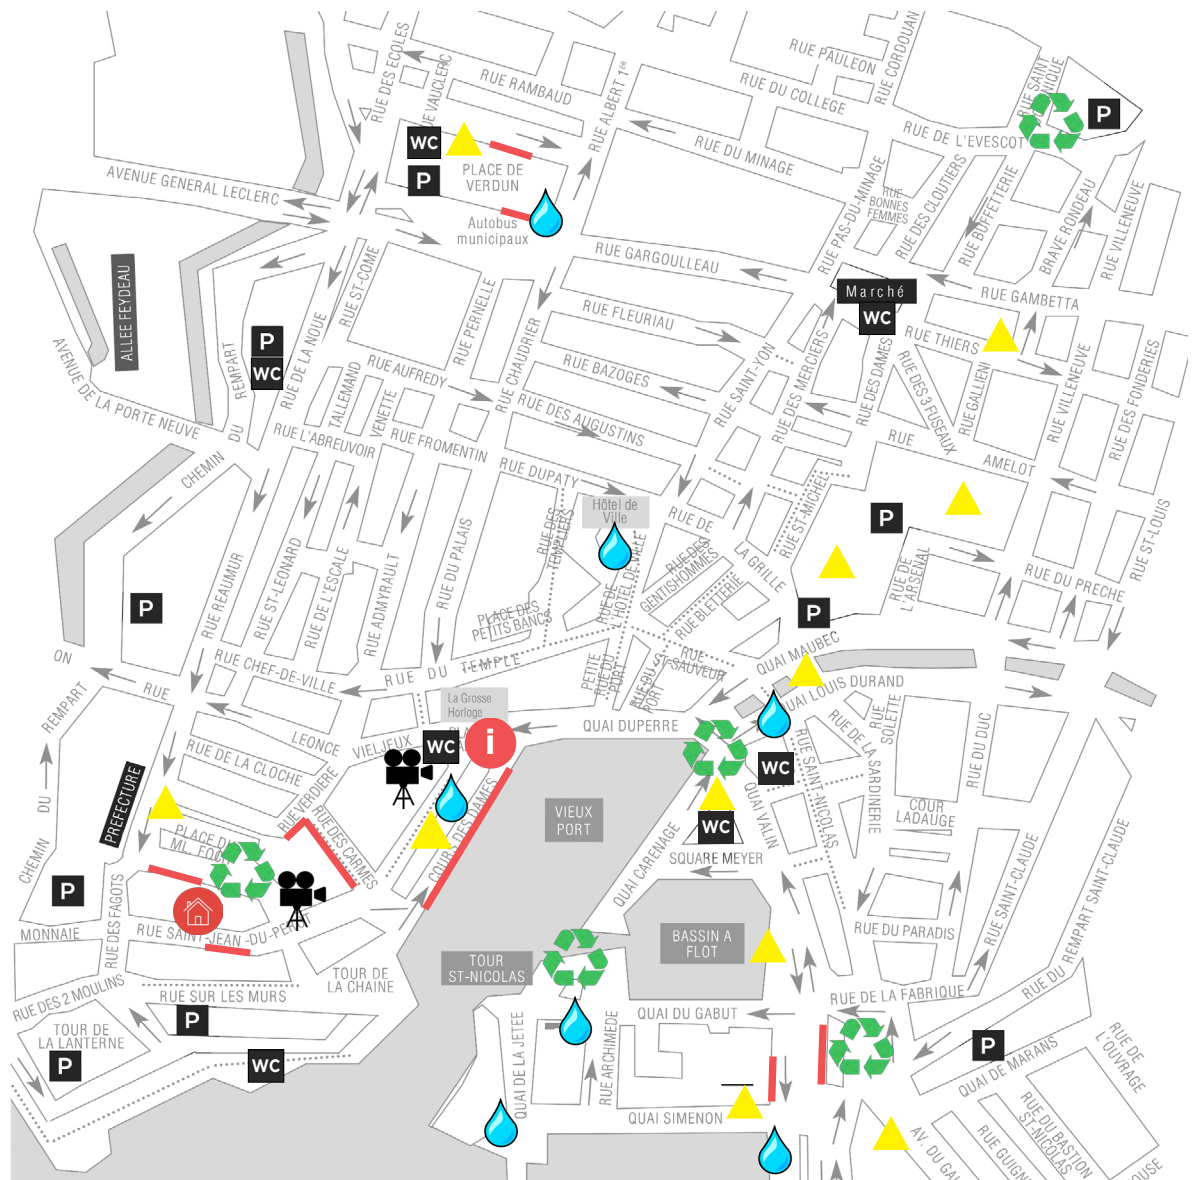 RUE DES ECOLES
RUE VAUCLERC
RUE RAMBAUD
RUE ALBERT 1ER
RUE PAULEON
RUE CORDOUAN
RUE DU COLLEGE
RUE SAINT
P
RUE DE L'EVESCOT
RUE DU MINAGE
WC
P
PLACE DE
VERDUN
Autobus
municipaux
AVENUE GENERAL LECLERC
RUE PAS-DU-MINAGE
RUE
BONNES
FEMMES
RUE DES CLOUTIERS
RUE BUFFETTERIE
BRAVE RONDEAU
RUE VILLENEUVE
RUE GARGOULLEAU
Marché
WC
RUE GAMBETTA
ALLEE FEYDEAU
RUE ST-COME
RUE PERNELLE
RUE CHAUDRIER
RUE FLEURIAU
RUE THIERS
P
WC
RUE DE LA NOUE
REMPART
DU
CHEMIN
AVENUE DE LA PORTE NEUVE
RUE AUFREDY
RUE BAZOGES
RUE SAINT-YON
RUE DES MERCIERS
RUE DES DAMES
RUE DES 3 FUSEAUX
RUE GALLIENI
RUE VILLENEUVE
RUE DES FONDERIES
TALLEMAND
VENETTE
RUE DES AUGUSTINS
RUE L'ABREUVOIR
RUE FROMENTIN
RUE DUPATY
RUE
AMELOT
Hôtel de
Ville
RUE DE
LA GRILLE
RUE ST-MICHEL
P
RUE ST-LOUIS
RUE DES
TEMPLIERS
RUE DE
L'HOTEL DE VILLE
RUE DES
GENTISHOMMES
RUE BLETERIE
RUE DE
L'ARSENAL
RUE DU PRECHE
P
P
RUE REAUMUR
RUE ST-LEONARD
RUE DE L'ESCALE
RUE ADMYRAULT
RUE DU PALAIS
PLACE DES
PETITS BANCS
RUE CHEF-DE-VILLE
RUE DU TEMPLE
PETITE
RUE DU
PORT
RUE DU
PORT
RUE
ST-SAUVEUR
QUAI MAUBEC
QUAI LOUIS DURAND
ON
REMPART
DU
CHEMIN
RUE
LEONCE
VIELJEUX
La Grosse
Horloge
WC
i
QUAI DUPERRE
RUE DE LA SARDINERIE
RUE
SOLETTE
RUE DU DUC
RUE DE LA CLOCHE
PREFECTURE
RUE VERDIERE
RUE DES CARMES
COURS DES DAMES
VIEUX
PORT
WC
QUAI VALIN
RUE SAINT-NICOLAS
COUR
LADAUGE
PLACE DU
ML. FOCH
WC
SQUARE MEYER
QUAI CARENAGE
P
MONNAIE
RUE DES FAGOTS
RUE SAINT-JEAN-DU-PEROT
TOUR DE
LA CHAINE
TOUR
ST-NICOLAS
BASSIN A
FLOT
RUE DU PARADIS
RUE SAINT-CLAUDE
RUE DU REMPART SAINT-CLAUDE
RUE DES 2 MOULINS
RUE SUR LES MURS
P
TOUR DE
LA LANTERNE
P
WC
RUE DE LA FABRIQUE
QUAI DU GABUT
QUAI DE LA JETEE
RUE ARCHIMEDE
QUAI SIMENON
P
QUAI DE MARANS
RUE DE
L'OUVRAGE
RUE DU BASTION
ST-NICOLAS
RUE GUIGN
AV. DU GA
OUSE